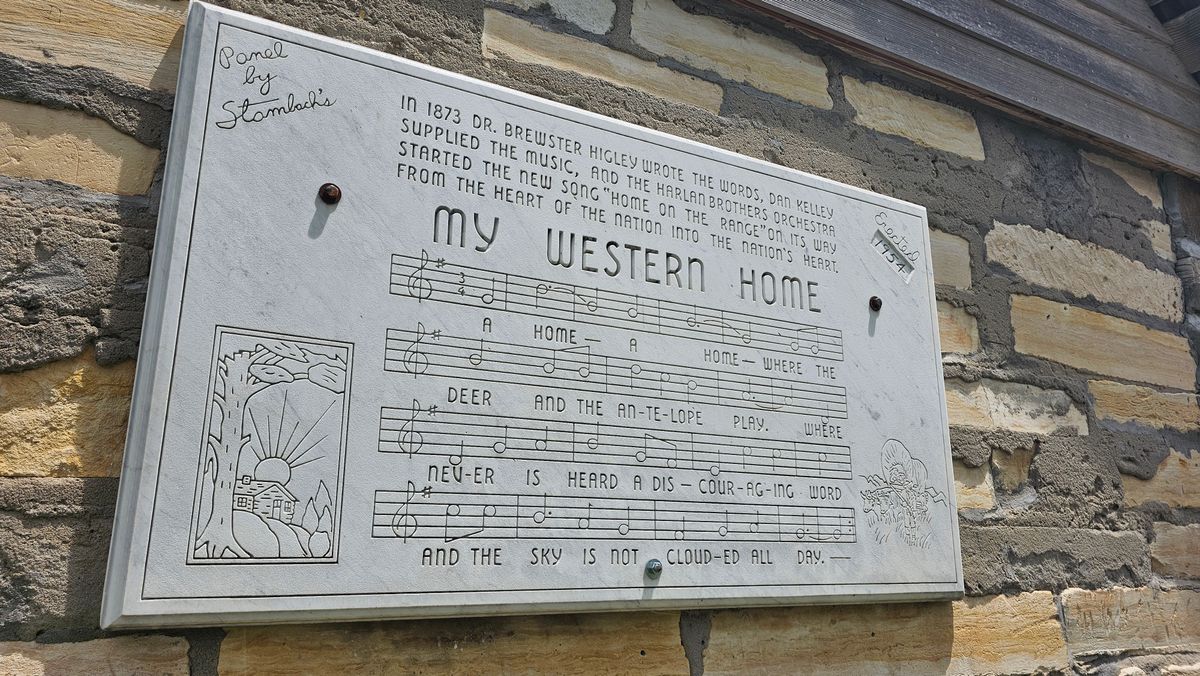 Panel
by
Stambach's
IN 1873 DR. BREWSTER HIGLEY WROTE THE WORDS, DAN KELLEY
SUPPLIED THE MUSIC, AND THE HARLAN BROTHERS ORCHESTRA
STARTED THE NEW SONG "HOME ON THE RANGE" ON ITS WAY
FROM THE HEART OF THE NATION INTO THE NATION'S HEART.
Erected
1954
MY WESTERN HOME
3
4
A HOME — A HOME — WHERE THE
DEER AND THE AN-TE-LOPE PLAY. WHERE
NEV-ER IS HEARD A DIS — COUR-AG-ING WORD
AND THE SKY IS NOT CLOUD-ED ALL DAY. —